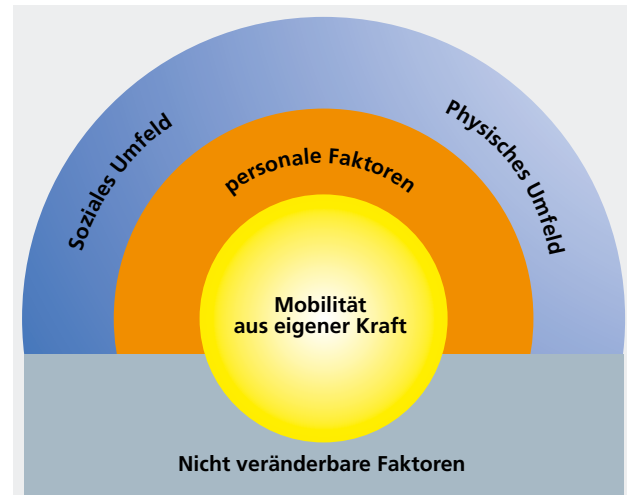 Soziales Umfeld
Physisches Umfeld
personale Faktoren
Mobilität
aus eigener Kraft
Nicht veränderbare Faktoren